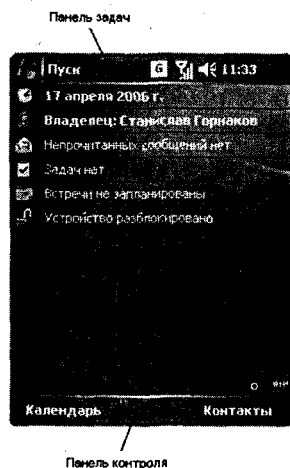 Панель задач
Пуск G 11:33
17 апреля 2006 г.
Владелец: Станислав Горнаков
Непрочитанных сообщений нет
Задач нет
Встречи не запланированы
Устройство разблокировано
Календарь Контакты
Панель контроля